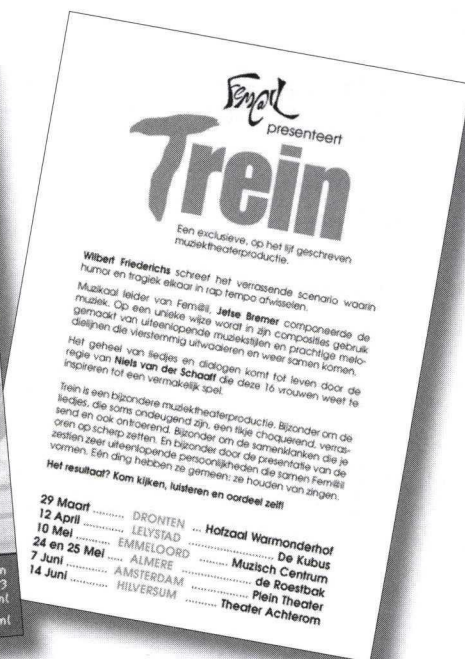 Fem@il
presenteert
Trein
Een exclusieve, op het lijf geschreven
muziektheaterproductie.
Wilbert Friederichs schreef het verrassende scenario waarin
humor en tragiek elkaar in rap tempo afwisselen.
Muzikaal leider van Fem@il, Jetse Bremer componeerde de
muziek. Op een unieke wijze wordt in zijn composities gebruik
gemaakt van uiteenlopende muziekstijlen en prachtige melo-
dielijnen die vierstemmig uitwaaieren en weer samen komen.
Het geheel van liedjes en dialogen komt tot leven door de
regie van Niels van der Schaaff die deze 16 vrouwen weet te
inspireren tot een vermakelijk spel.
Trein is een bijzondere muziektheaterproductie. Bijzonder om de
liedjes, die soms ondeugend zijn, een tikje choquerend, verras-
send en ook ontroerend. Bijzonder om de samenklanken die je
oren op scherp zetten. En bijzonder door de presentatie van de
zestien zeer uiteenlopende persoonlijkheden die samen Fem@il
vormen. Eén ding hebben ze gemeen: ze houden van zingen.
Het resultaat? Kom kijken, luisteren en oordeel zelf!
29 Maart ........... DRONTEN .. Hofzaal Warmonderhof
12 April ............ LELYSTAD ........................ De Kubus
10 Mei ............ EMMELOORD ........ Muzisch Centrum
24 en 25 Mei .... ALMERE .................. de Roestbak
7 Juni ............ AMSTERDAM .............. Plein Theater
14 Juni ............ HILVERSUM ......... Theater Achterom
n
3
nl
nl